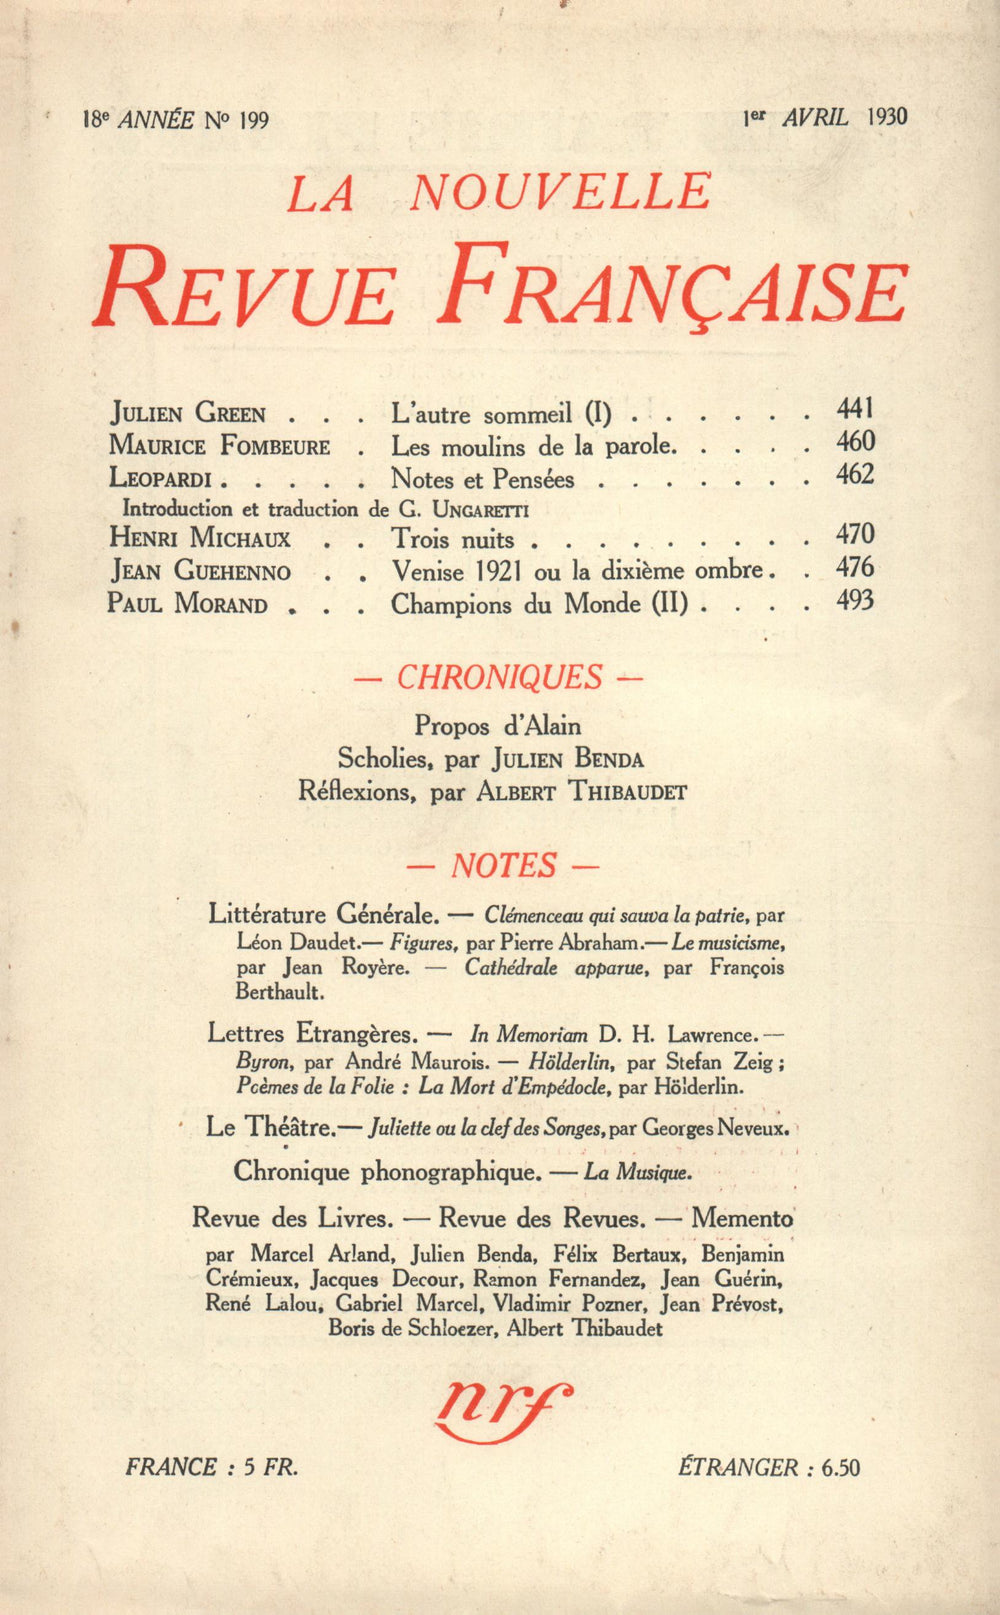 18e ANNÉE No 199
1er AVRIL 1930
LA NOUVELLE
REVUE FRANÇAISE
JULIEN GREEN . . . L'autre sommeil (I) . . . . . . . 441
MAURICE FOMBEURE . Les moulins de la parole. . . . . 460
LEOPARDI . . . . . Notes et Pensées . . . . . . . 462
Introduction et traduction de G. UNGARETTI
HENRI MICHAUX . . Trois nuits . . . . . . . . . 470
JEAN GUEHENNO . . Venise 1921 ou la dixième ombre. . 476
PAUL MORAND . . . Champions du Monde (II) . . . . 493
— CHRONIQUES —
Propos d'Alain
Scholies, par JULIEN BENDA
Réflexions, par ALBERT THIBAUDET
— NOTES —
Littérature Générale. — Clémenceau qui sauva la patrie, par
Léon Daudet.— Figures, par Pierre Abraham.— Le musicisme,
par Jean Royère. — Cathédrale apparue, par François
Berthault.
Lettres Etrangères. — In Memoriam D. H. Lawrence. —
Byron, par André Maurois. — Hölderlin, par Stefan Zeig ;
Poèmes de la Folie : La Mort d'Empédocle, par Hölderlin.
Le Théâtre.— Juliette ou la clef des Songes, par Georges Neveux.
Chronique phonographique. — La Musique.
Revue des Livres. — Revue des Revues. — Memento
par Marcel Arland, Julien Benda, Félix Bertaux, Benjamin
Crémieux, Jacques Decour, Ramon Fernandez, Jean Guérin,
René Lalou, Gabriel Marcel, Vladimir Pozner, Jean Prévost,
Boris de Schloezer, Albert Thibaudet
nrf
FRANCE : 5 FR.
ÉTRANGER : 6.50